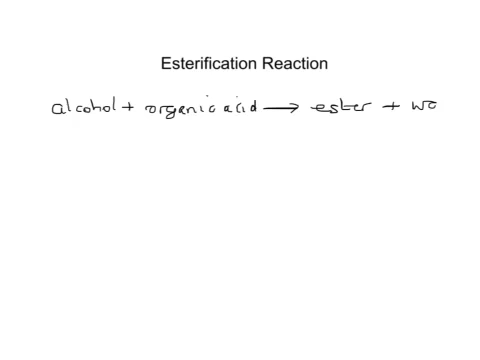 Esterification Reaction
alcohol + organic acid → ester + wa